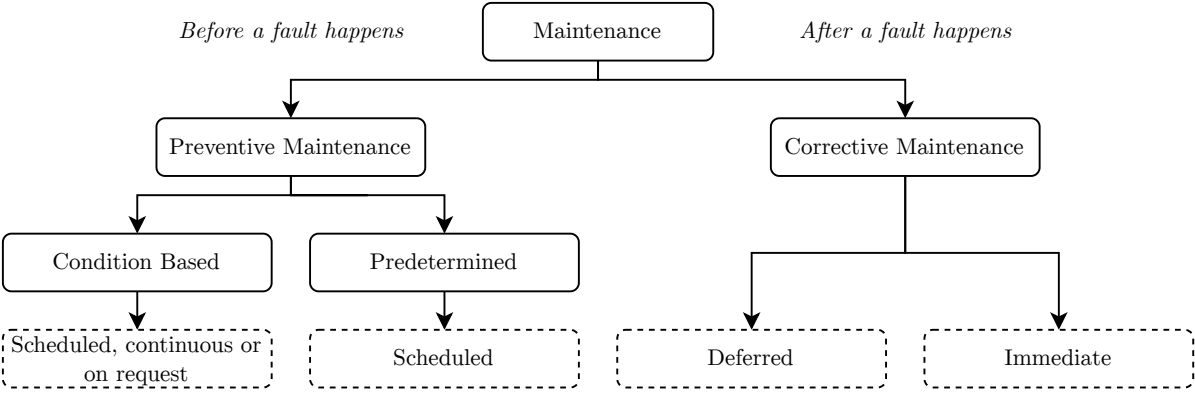 Before a fault happens
Maintenance
After a fault happens
Preventive Maintenance
Corrective Maintenance
Condition Based
Predetermined
Scheduled, continuous or
on request
Scheduled
Deferred
Immediate